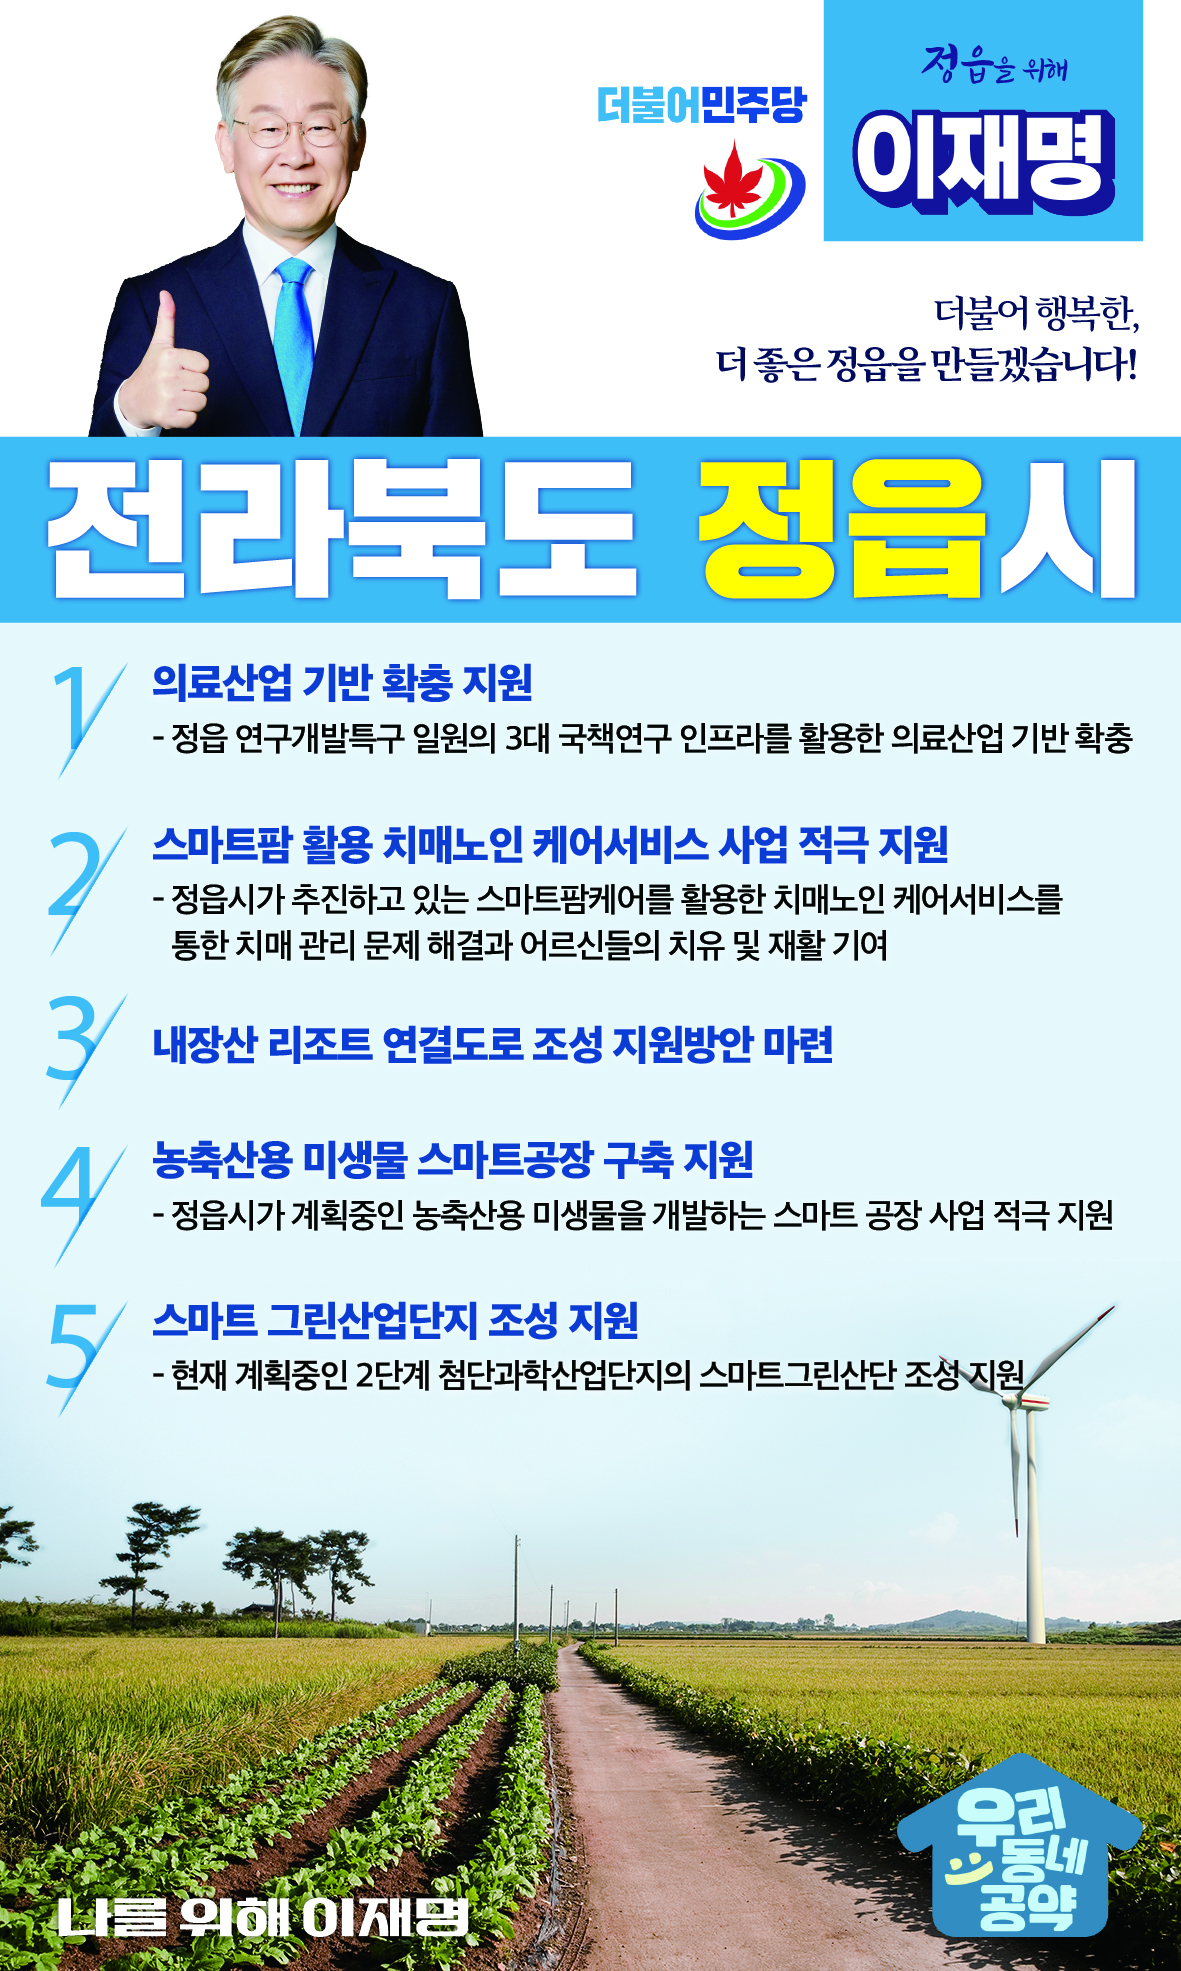 더불어민주당
정읍을 위해
이재명
더불어 행복한,
더 좋은 정읍을 만들겠습니다!
전라북도 정읍시
1
의료산업 기반 확충 지원
- 정읍 연구개발특구 일원의 3대 국책연구 인프라를 활용한 의료산업 기반 확충
2
스마트팜 활용 치매노인 케어서비스 사업 적극 지원
- 정읍시가 추진하고 있는 스마트팜케어를 활용한 치매노인 케어서비스를
통한 치매 관리 문제 해결과 어르신들의 치유 및 재활 기여
3
내장산 리조트 연결도로 조성 지원방안 마련
4
농축산용 미생물 스마트공장 구축 지원
- 정읍시가 계획중인 농축산용 미생물을 개발하는 스마트 공장 사업 적극 지원
5
스마트 그린산업단지 조성 지원
- 현재 계획중인 2단계 첨단과학산업단지의 스마트그린산단 조성 지원
우리
동네
공약
나를 위해 이재명